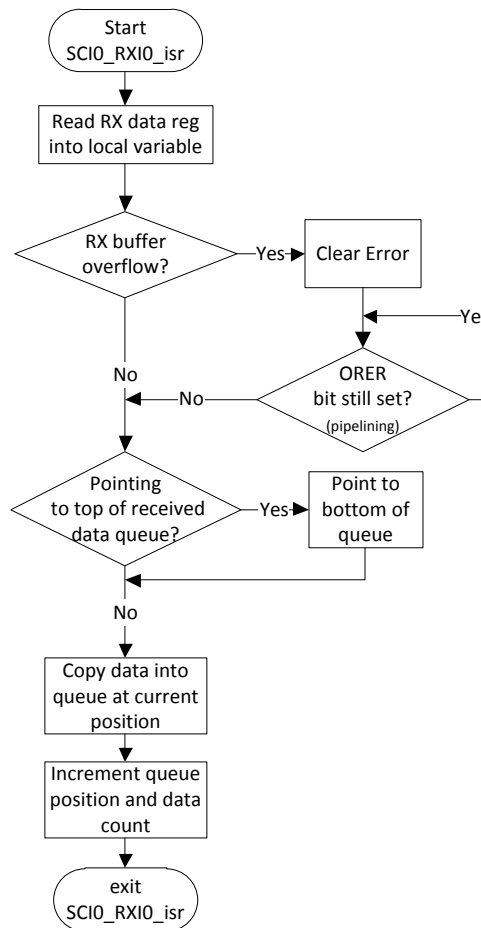 Start
SCI0_RXI0_isr
Read RX data reg
into local variable
RX buffer
overflow?
Yes
Clear Error
Ye
ORER
bit still set?
(pipelining)
No
No
Pointing
to top of received
data queue?
Yes
Point to
bottom of
queue
No
Copy data into
queue at current
position
Increment queue
position and data
count
exit
SCI0_RXI0_isr